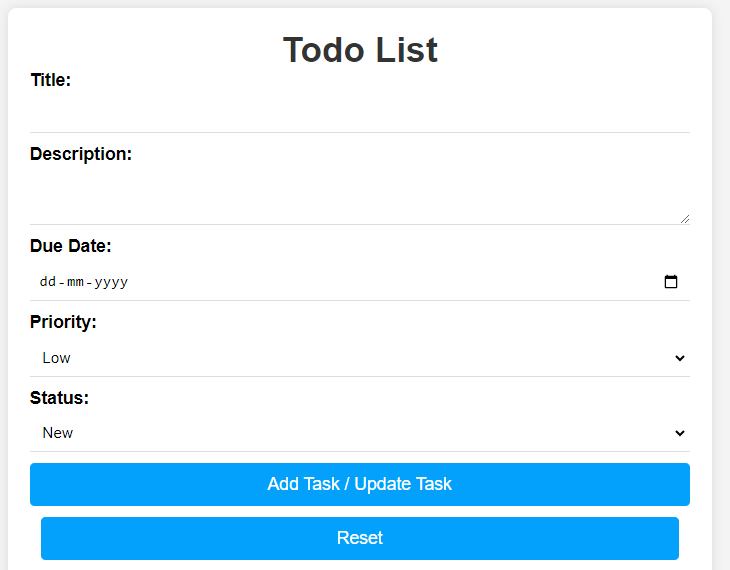 Todo List
Title:
Description:
Due Date:
dd-mm-yyyy
Priority:
Low
Status:
New
Add Task / Update Task
Reset